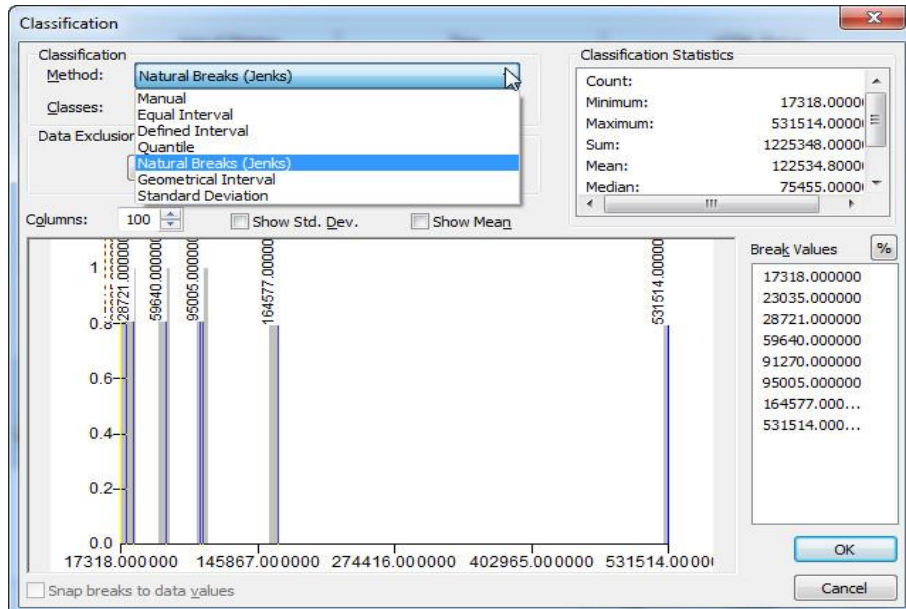 Classification
Classification
Method:
Natural Breaks (Jenks)
Manual
Equal Interval
Defined Interval
Quantile
Natural Breaks (Jenks)
Geometrical Interval
Standard Deviation
Classes:
Data Exclusion
Classification Statistics
Count:
Minimum: 17318.0000
Maximum: 531514.0000
Sum: 1225348.0000
Mean: 122534.8000
Median: 75455.0000
Columns: 100
Show Std. Dev.
Show Mean
28721.000000
59640.000000
95005.000000
164577.00000
531514.00000
1
0.8
0.6
0.4
0.2
0.0
17318.000000 145867.000000 274416.000000 402965.000000 531514.00000
Break Values %
17318.000000
23035.000000
28721.000000
59640.000000
91270.000000
95005.000000
164577.000...
531514.000...
OK
Cancel
Snap breaks to data values